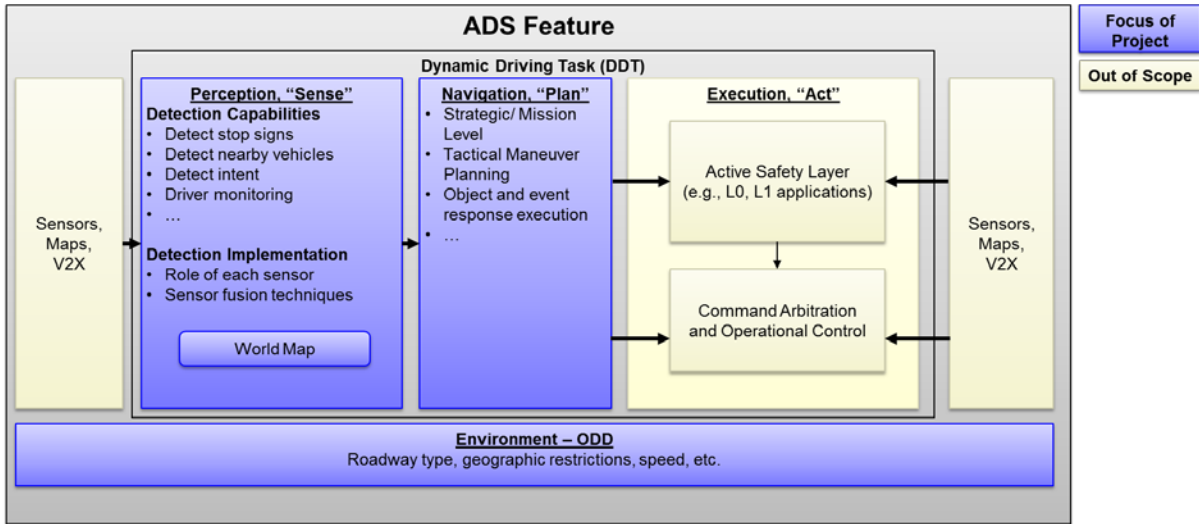 ADS Feature
Focus of
Project
Out of Scope
Dynamic Driving Task (DDT)
Sensors,
Maps,
V2X
Perception, “Sense”
Detection Capabilities
• Detect stop signs
• Detect nearby vehicles
• Detect intent
• Driver monitoring
• …
Detection Implementation
• Role of each sensor
• Sensor fusion techniques
World Map
Navigation, “Plan”
• Strategic/ Mission
Level
• Tactical Maneuver
Planning
• Object and event
response execution
• …
Execution, “Act”
Active Safety Layer
(e.g., L0, L1 applications)
Command Arbitration
and Operational Control
Sensors,
Maps,
V2X
Environment – ODD
Roadway type, geographic restrictions, speed, etc.